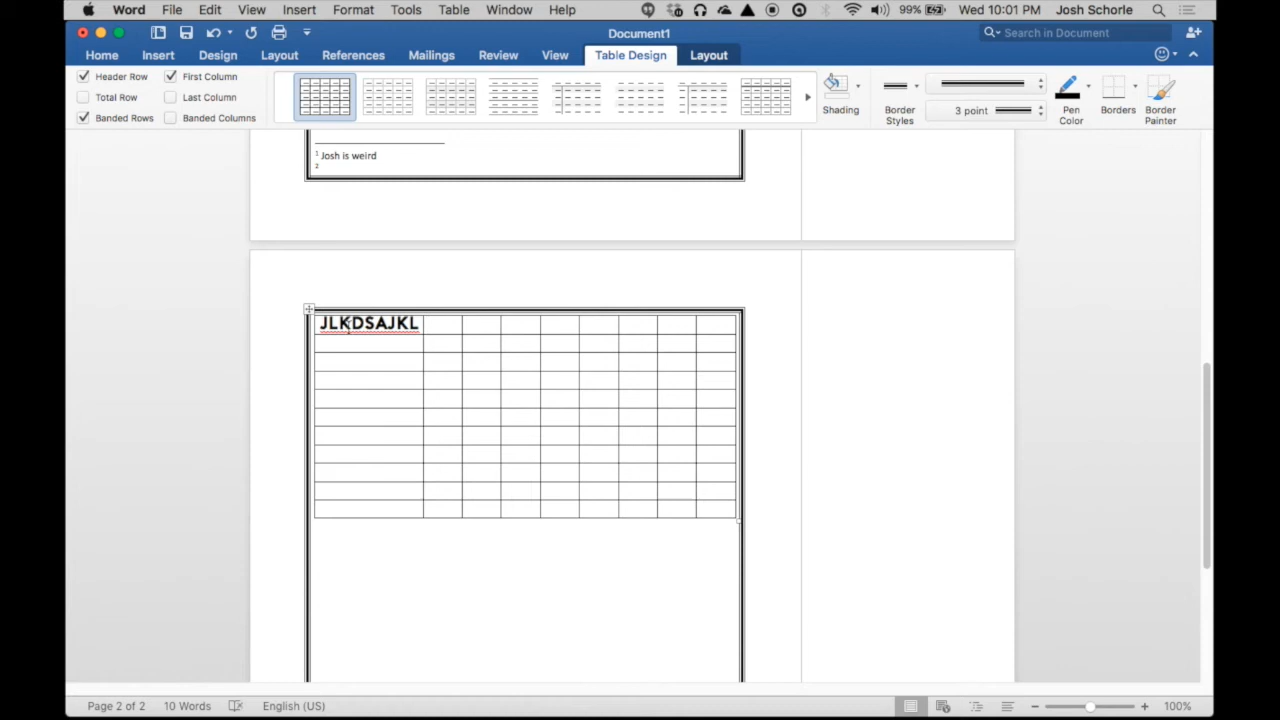 Word File Edit View Insert Format Tools Table Window Help 99% Wed 10:01 PM Josh Schorle
Document1
Search in Document
Home Insert Design Layout References Mailings Review View Table Design Layout
Header Row First Column
Total Row Last Column
Banded Rows Banded Columns
Shading
Border Styles
3 point
Pen Color
Borders
Border Painter
1 Josh is weird
2
JLKDSAJKL
Page 2 of 2 10 Words English (US) 100%